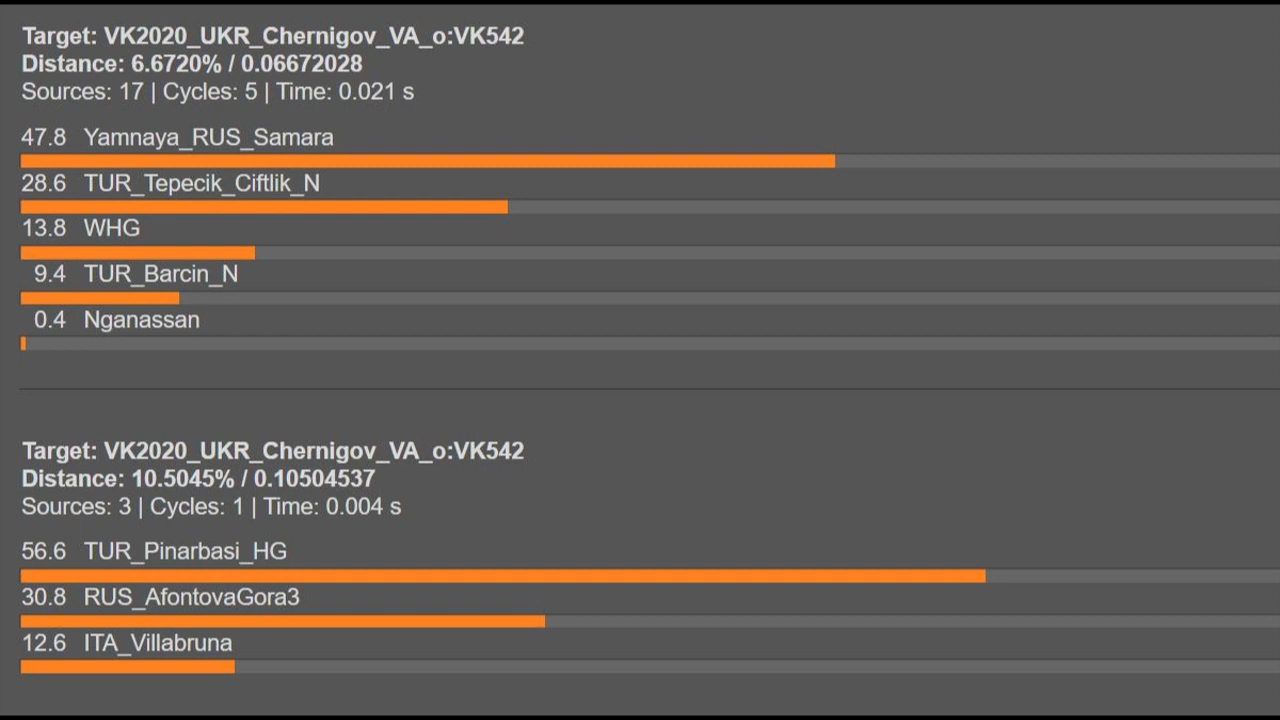 Target: VK2020_UKR_Chernigov_VA_o:VK542
Distance: 6.6720% / 0.06672028
Sources: 17 | Cycles: 5 | Time: 0.021 s
47.8 Yamnaya_RUS_Samara
28.6 TUR_Tepecik_Ciftlik_N
13.8 WHG
9.4 TUR_Barcin_N
0.4 Nganassan
Target: VK2020_UKR_Chernigov_VA_o:VK542
Distance: 10.5045% / 0.10504537
Sources: 3 | Cycles: 1 | Time: 0.004 s
56.6 TUR_Pinarbasi_HG
30.8 RUS_AfontovaGora3
12.6 ITA_Villabruna